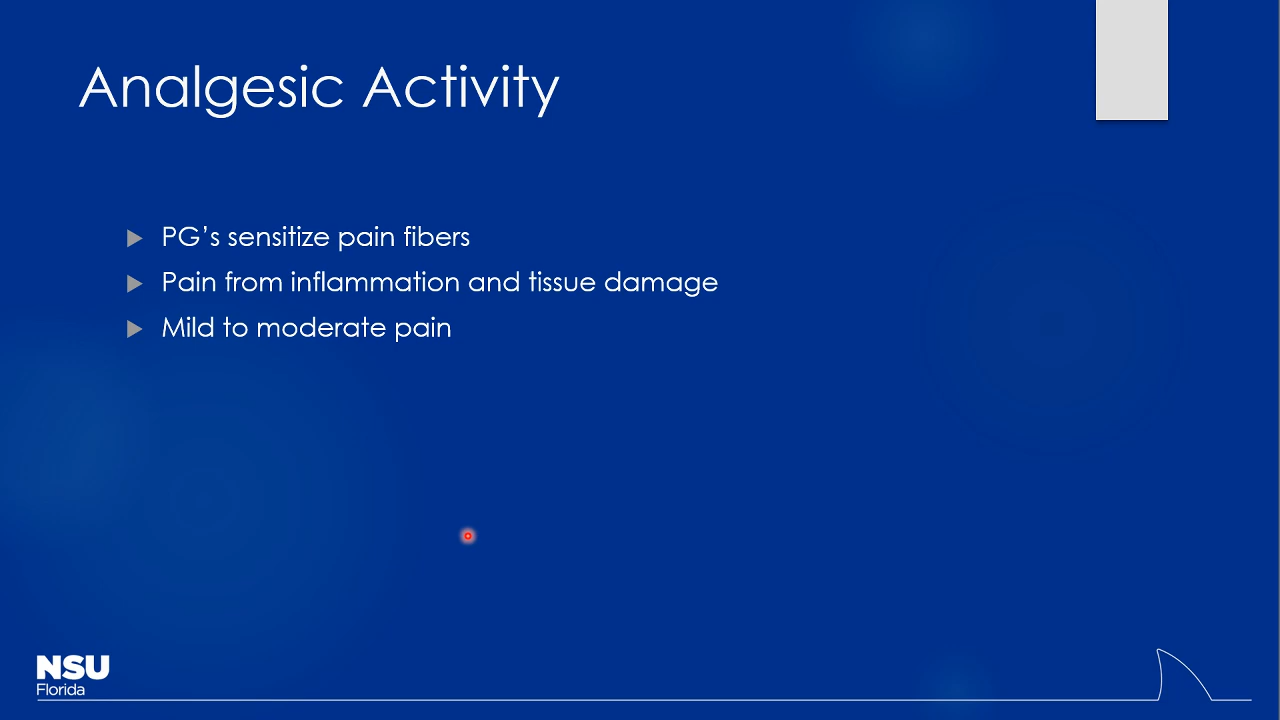 Analgesic Activity
PG’s sensitize pain fibers
Pain from inflammation and tissue damage
Mild to moderate pain
NSU
Florida